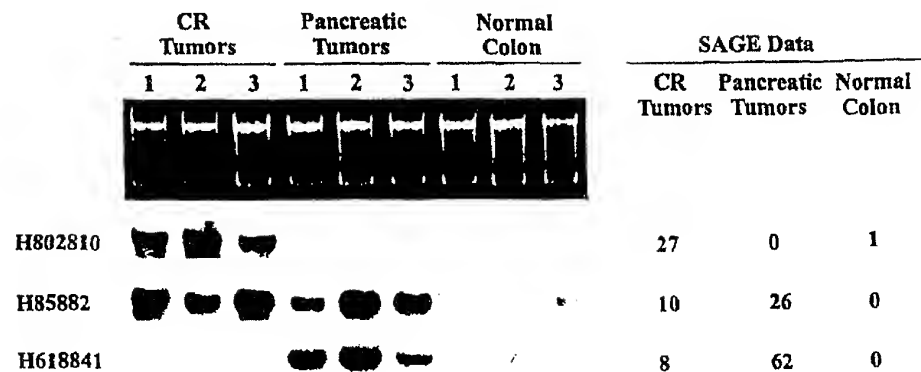 CR Pancreatic Normal
Tumors Tumors Colon
SAGE Data
1 2 3 1 2 3 1 2 3
CR Pancreatic Normal
Tumors Tumors Colon
H802810 27 0 1
H85882 10 26 0
H618841 8 62 0